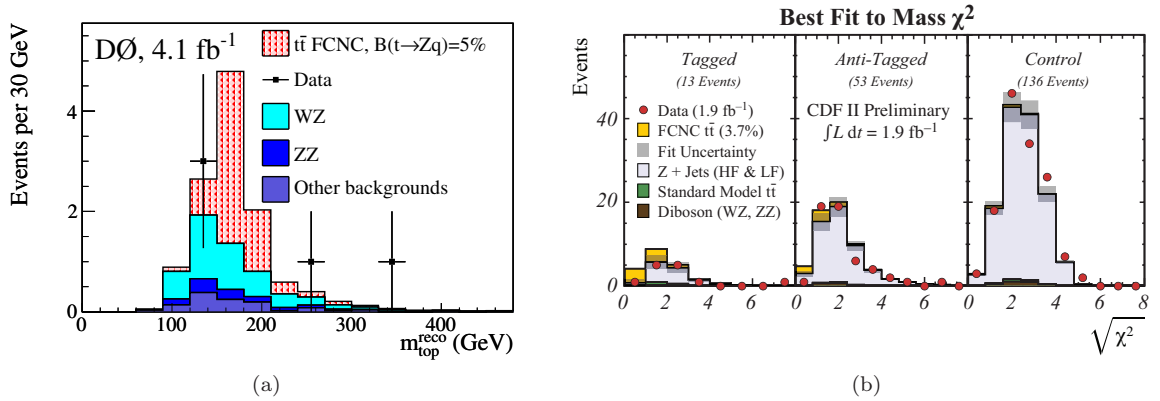 DØ, 4.1 fb⁻¹
tt̄ FCNC, B(t→Zq)=5%
Data
WZ
ZZ
Other backgrounds
Events per 30 GeV
4
2
0
0 100 200 300 400
m_top^reco (GeV)
(a)
Best Fit to Mass χ²
Events
40
20
0
Tagged
(13 Events)
Data (1.9 fb⁻¹)
FCNC tt̄ (3.7%)
Fit Uncertainty
Z + Jets (HF & LF)
Standard Model tt̄
Diboson (WZ, ZZ)
Anti-Tagged
(53 Events)
CDF II Preliminary
∫L dt = 1.9 fb⁻¹
Control
(136 Events)
0 2 4 6 0 2 4 6 0 2 4 6 8
√χ²
(b)